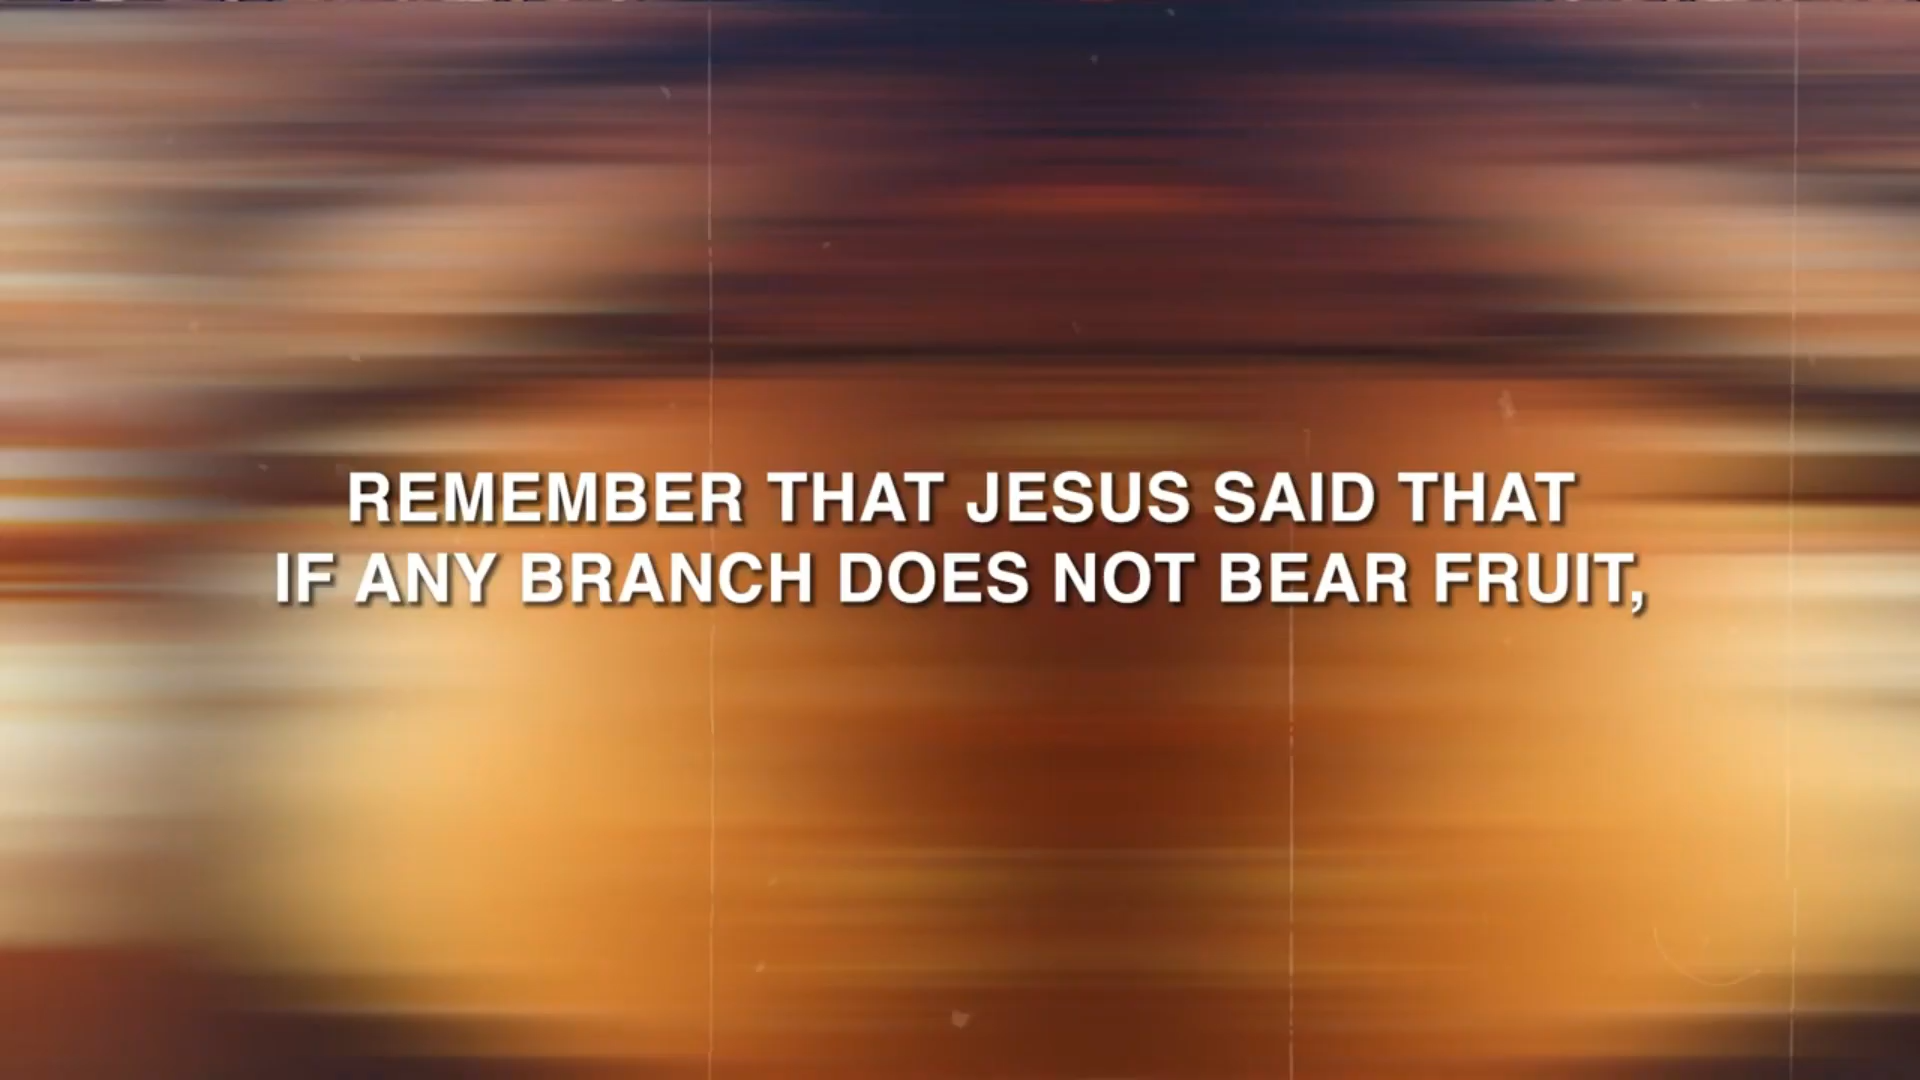 REMEMBER THAT JESUS SAID THAT
IF ANY BRANCH DOES NOT BEAR FRUIT,